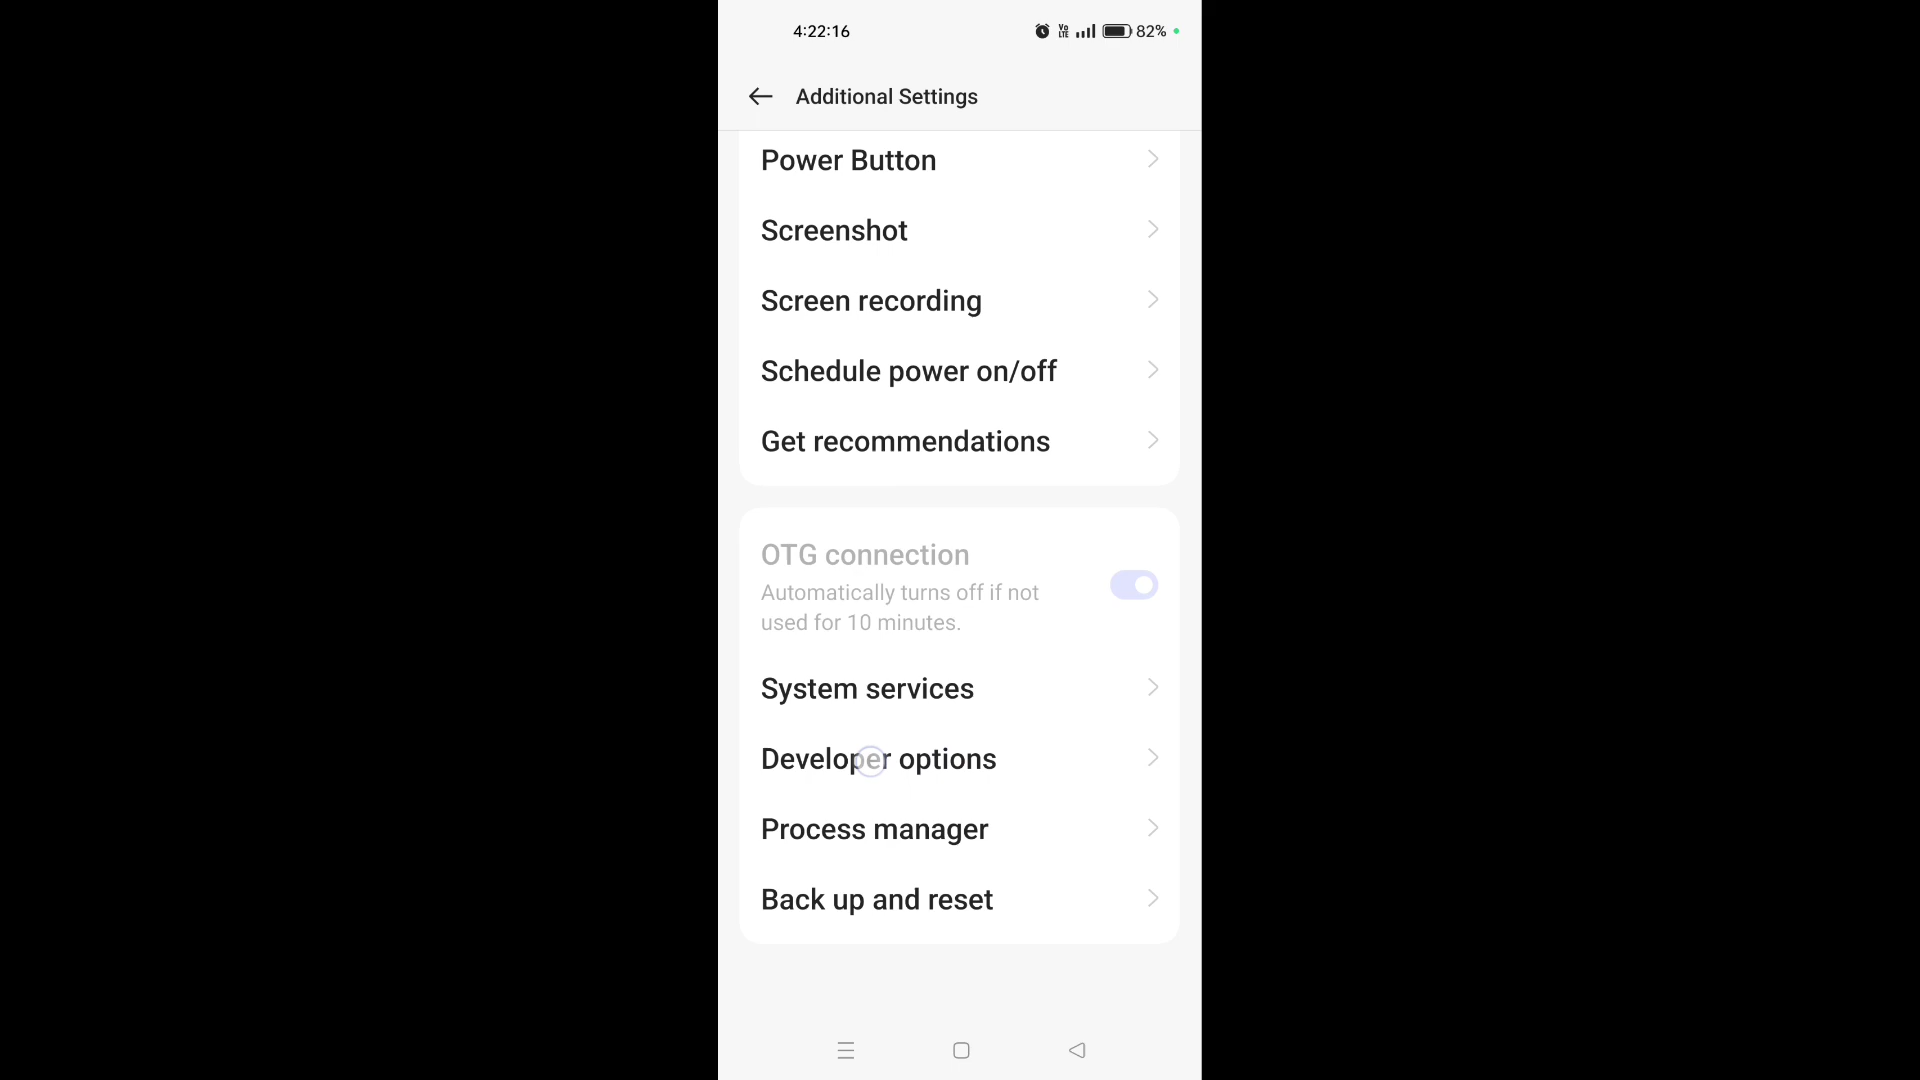 4:22:16
Vo LTE
82%
Additional Settings
Power Button
Screenshot
Screen recording
Schedule power on/off
Get recommendations
OTG connection
Automatically turns off if not
used for 10 minutes.
System services
Developer options
Process manager
Back up and reset